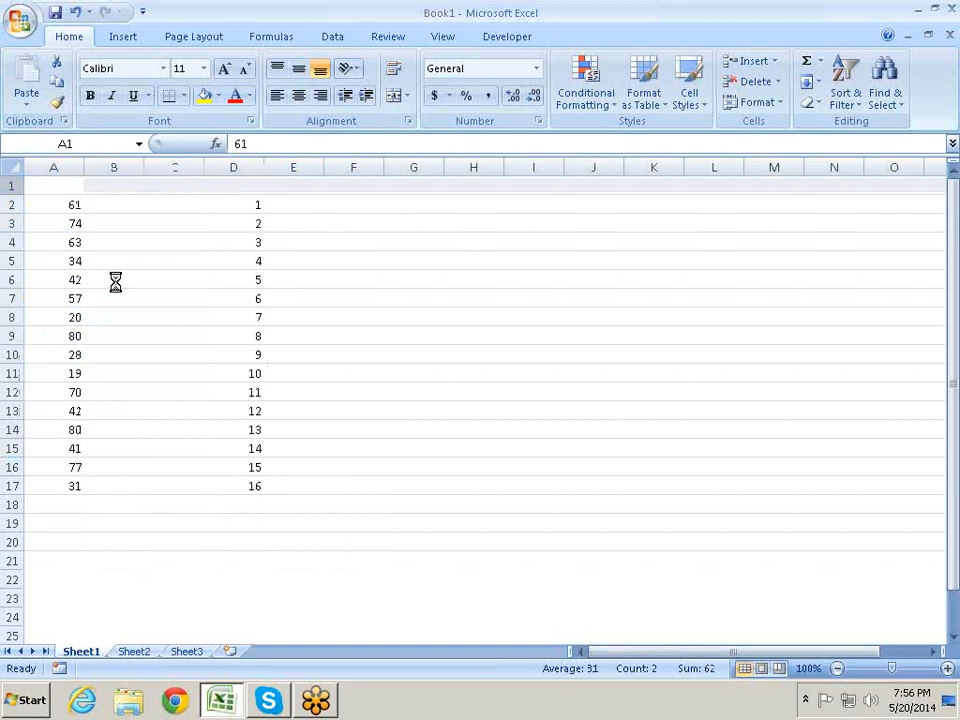 Book1 - Microsoft Excel
Home Insert Page Layout Formulas Data Review View Developer
Paste
Calibri 11 A A
B I U A
General
$ % ,
Conditional Formatting
Format as Table
Cell Styles
Insert
Delete
Format
Σ
Sort & Filter
Find & Select
Clipboard Font Alignment Number Styles Cells Editing
A1 fx 61
A B C D E F G H I J K L M N O
1
2 61 1
3 74 2
4 63 3
5 34 4
6 42 5
7 57 6
8 20 7
9 80 8
10 28 9
11 19 10
12 70 11
13 42 12
14 80 13
15 41 14
16 77 15
17 31 16
18
19
20
21
22
23
24
25
Sheet1 Sheet2 Sheet3
Ready Average: 31 Count: 2 Sum: 62 100%
Start
7:56 PM
5/20/2014